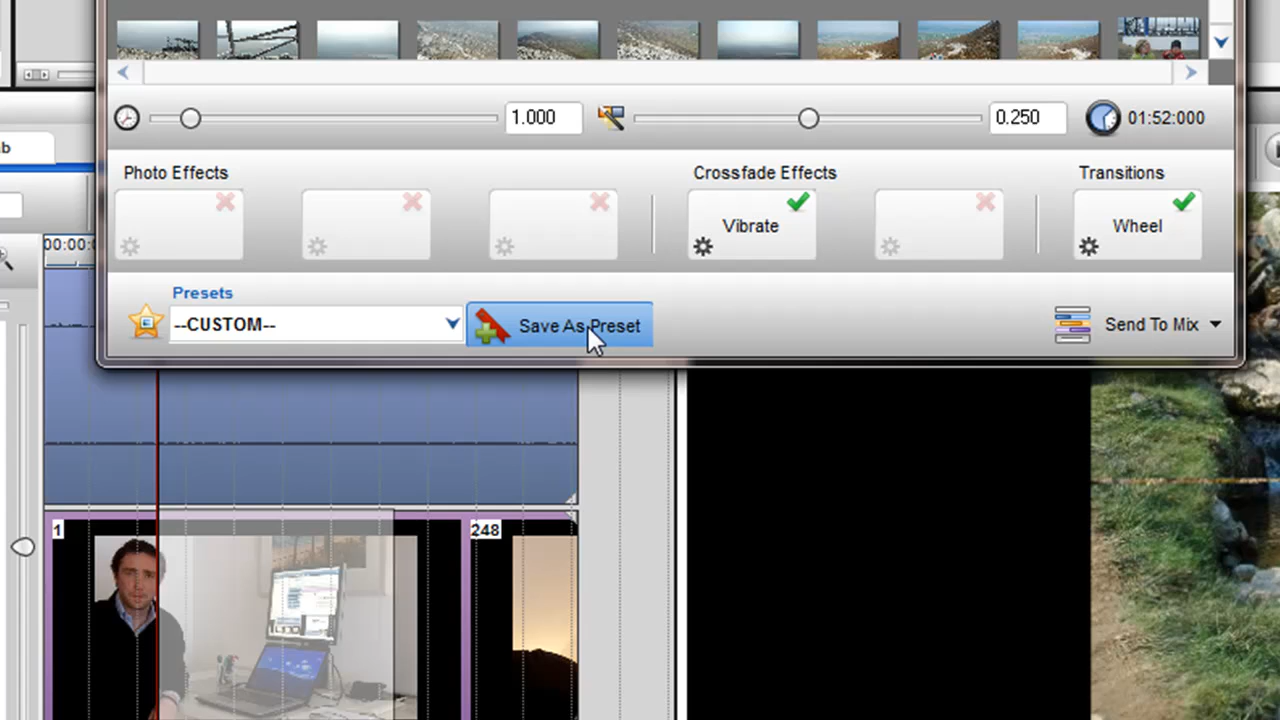 1.000
0.250
01:52:000
b
Photo Effects
Crossfade Effects
Transitions
Vibrate
Wheel
00:00:0
Presets
--CUSTOM--
Save As Preset
Send To Mix
1
248